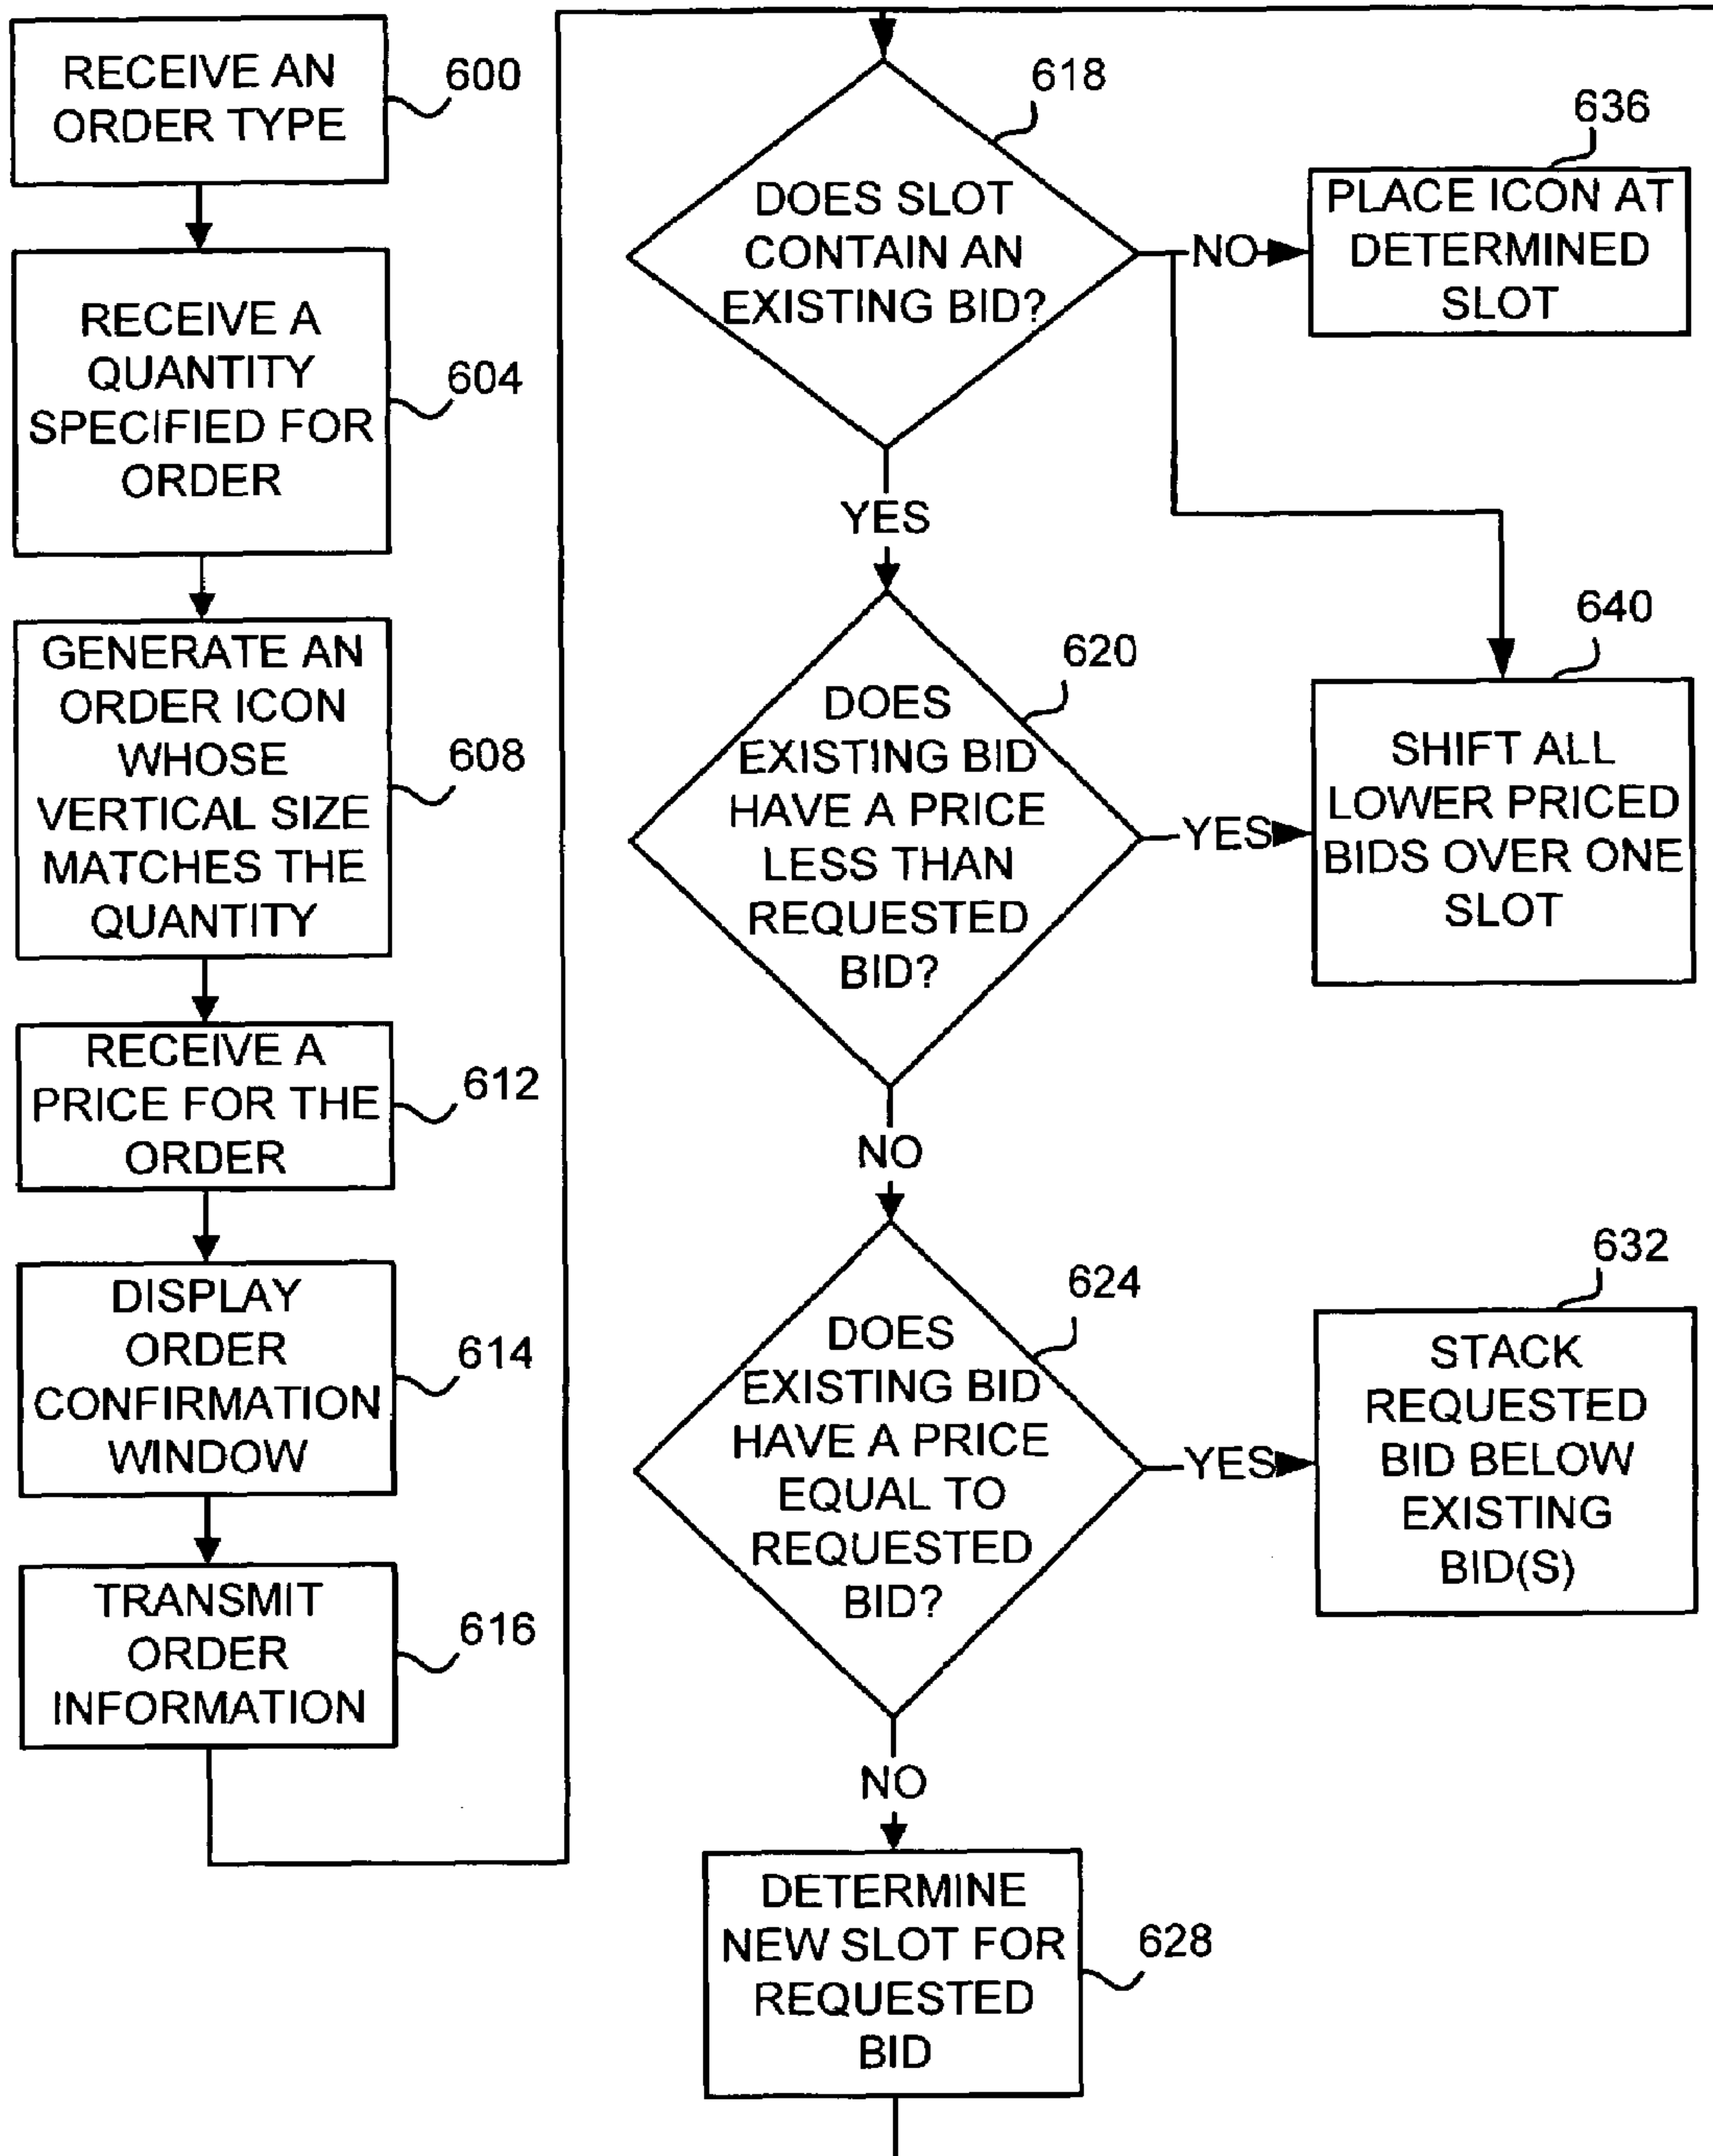 RECEIVE AN
ORDER TYPE
600
RECEIVE A
QUANTITY
SPECIFIED FOR
ORDER
604
GENERATE AN
ORDER ICON
WHOSE
VERTICAL SIZE
MATCHES THE
QUANTITY
608
RECEIVE A
PRICE FOR THE
ORDER
612
DISPLAY
ORDER
CONFIRMATION
WINDOW
614
TRANSMIT
ORDER
INFORMATION
616
618
DOES SLOT
CONTAIN AN
EXISTING BID?
NO
636
PLACE ICON AT
DETERMINED
SLOT
YES
620
DOES
EXISTING BID
HAVE A PRICE
LESS THAN
REQUESTED
BID?
YES
640
SHIFT ALL
LOWER PRICED
BIDS OVER ONE
SLOT
NO
624
DOES
EXISTING BID
HAVE A PRICE
EQUAL TO
REQUESTED
BID?
YES
632
STACK
REQUESTED
BID BELOW
EXISTING
BID(S)
NO
DETERMINE
NEW SLOT FOR
REQUESTED
BID
628